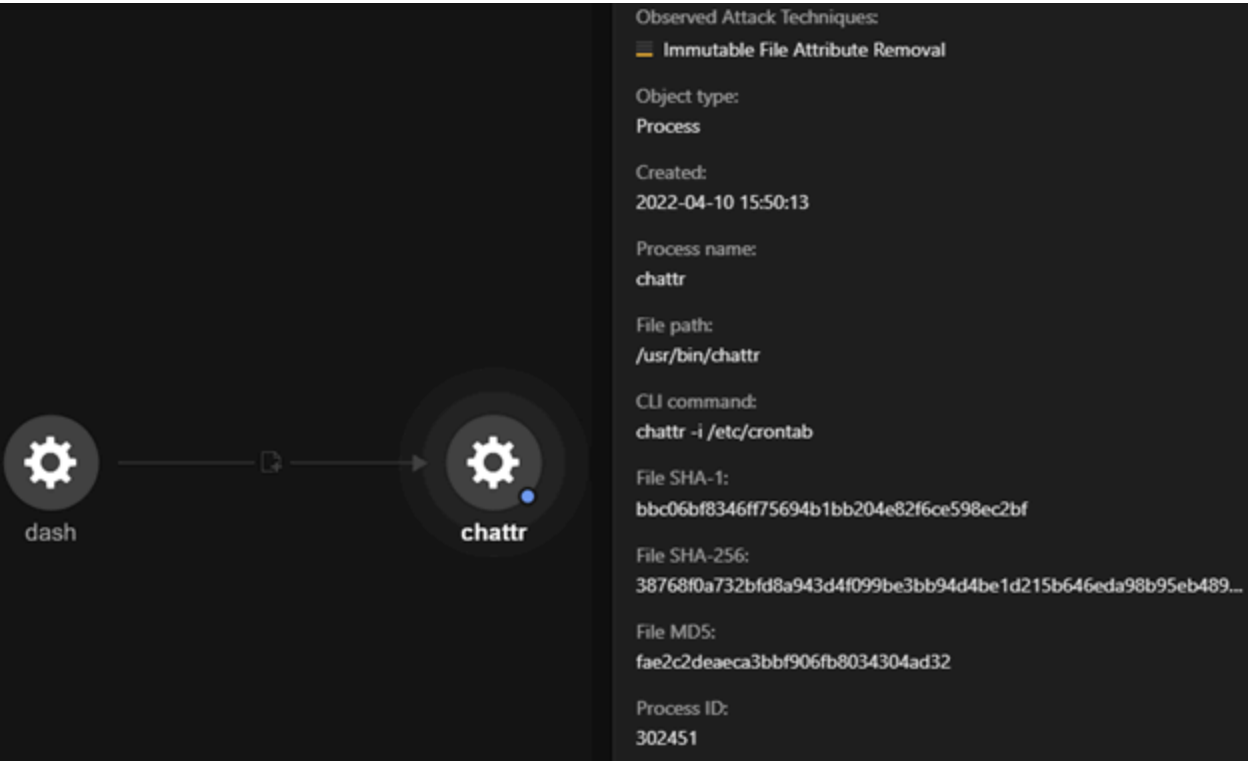 Observed Attack Techniques:
Immutable File Attribute Removal
Object type:
Process
Created:
2022-04-10 15:50:13
Process name:
chattr
File path:
/usr/bin/chattr
CLI command:
chattr -i /etc/crontab
File SHA-1:
bbc06bf8346ff75694b1bb204e82f6ce598ec2bf
File SHA-256:
38768f0a732bfd8a943d4f099be3bb94d4be1d215b646eda98b95eb489...
File MD5:
fae2c2deaeca3bbf906fb8034304ad32
Process ID:
302451
dash
chattr